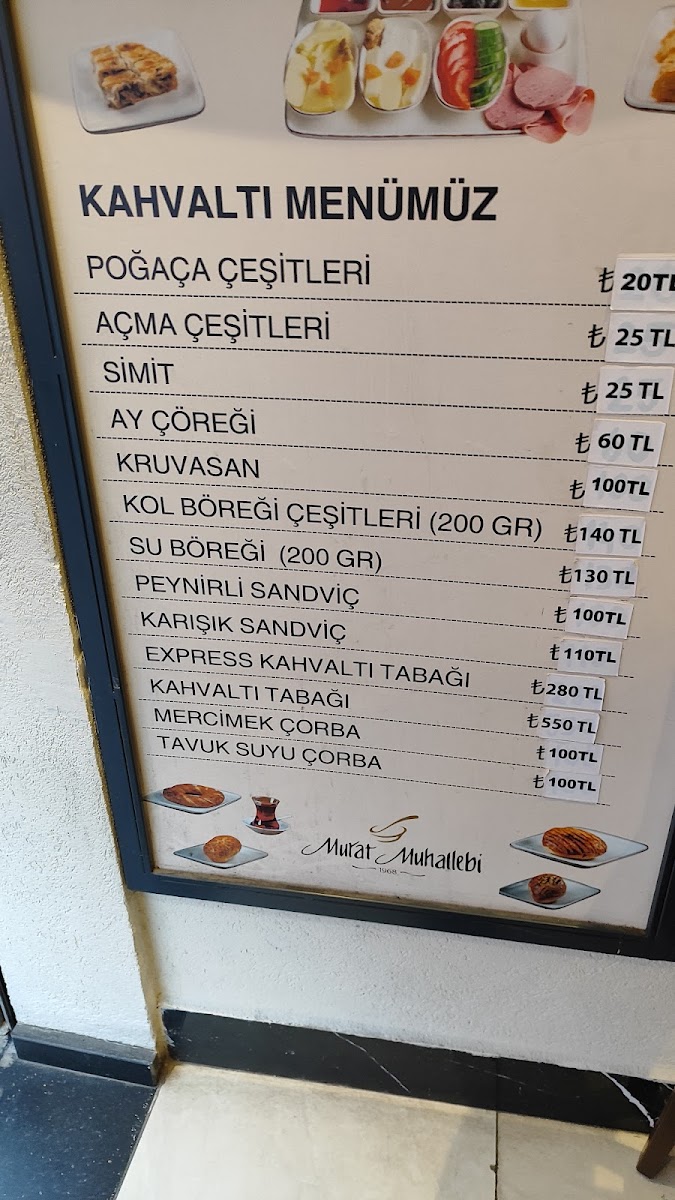 KAHVALTI MENÜMÜZ
POĞAÇA ÇEŞİTLERİ ₺ 20TL
AÇMA ÇEŞİTLERİ ₺ 25 TL
SİMİT ₺ 25 TL
AY ÇÖREĞİ ₺ 60 TL
KRUVASAN ₺ 100TL
KOL BÖREĞİ ÇEŞİTLERİ (200 GR) ₺ 140 TL
SU BÖREĞİ (200 GR) ₺ 130 TL
PEYNİRLİ SANDVİÇ ₺ 100TL
KARIŞIK SANDVİÇ ₺ 110TL
EXPRESS KAHVALTI TABAĞI ₺ 280 TL
KAHVALTI TABAĞI ₺ 550 TL
MERCİMEK ÇORBA ₺ 100TL
TAVUK SUYU ÇORBA ₺ 100TL
Murat Muhallebi
1968